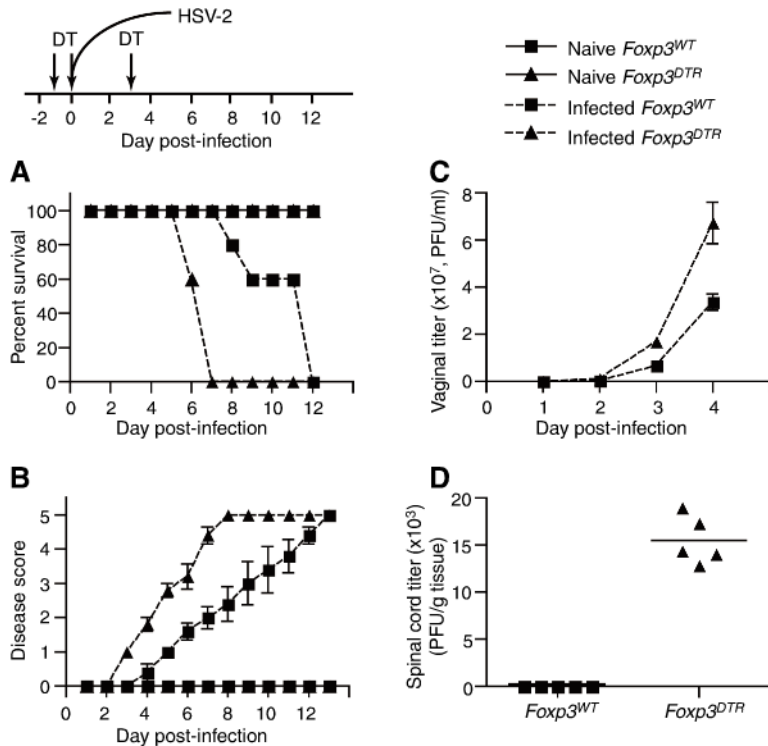 HSV-2
DT DT
-2 0 2 4 6 8 10 12
Day post-infection
Naive Foxp3WT
Naive Foxp3DTR
Infected Foxp3WT
Infected Foxp3DTR
A
Percent survival
100
80
60
40
20
0
0 2 4 6 8 10 12
Day post-infection
C
Vaginal titer (x10⁷, PFU/ml)
8
6
4
2
0
0 1 2 3 4
Day post-infection
B
Disease score
5
4
3
2
1
0
0 2 4 6 8 10 12
Day post-infection
D
Spinal cord titer (x10³)
(PFU/g tissue)
20
15
10
5
0
Foxp3WT Foxp3DTR